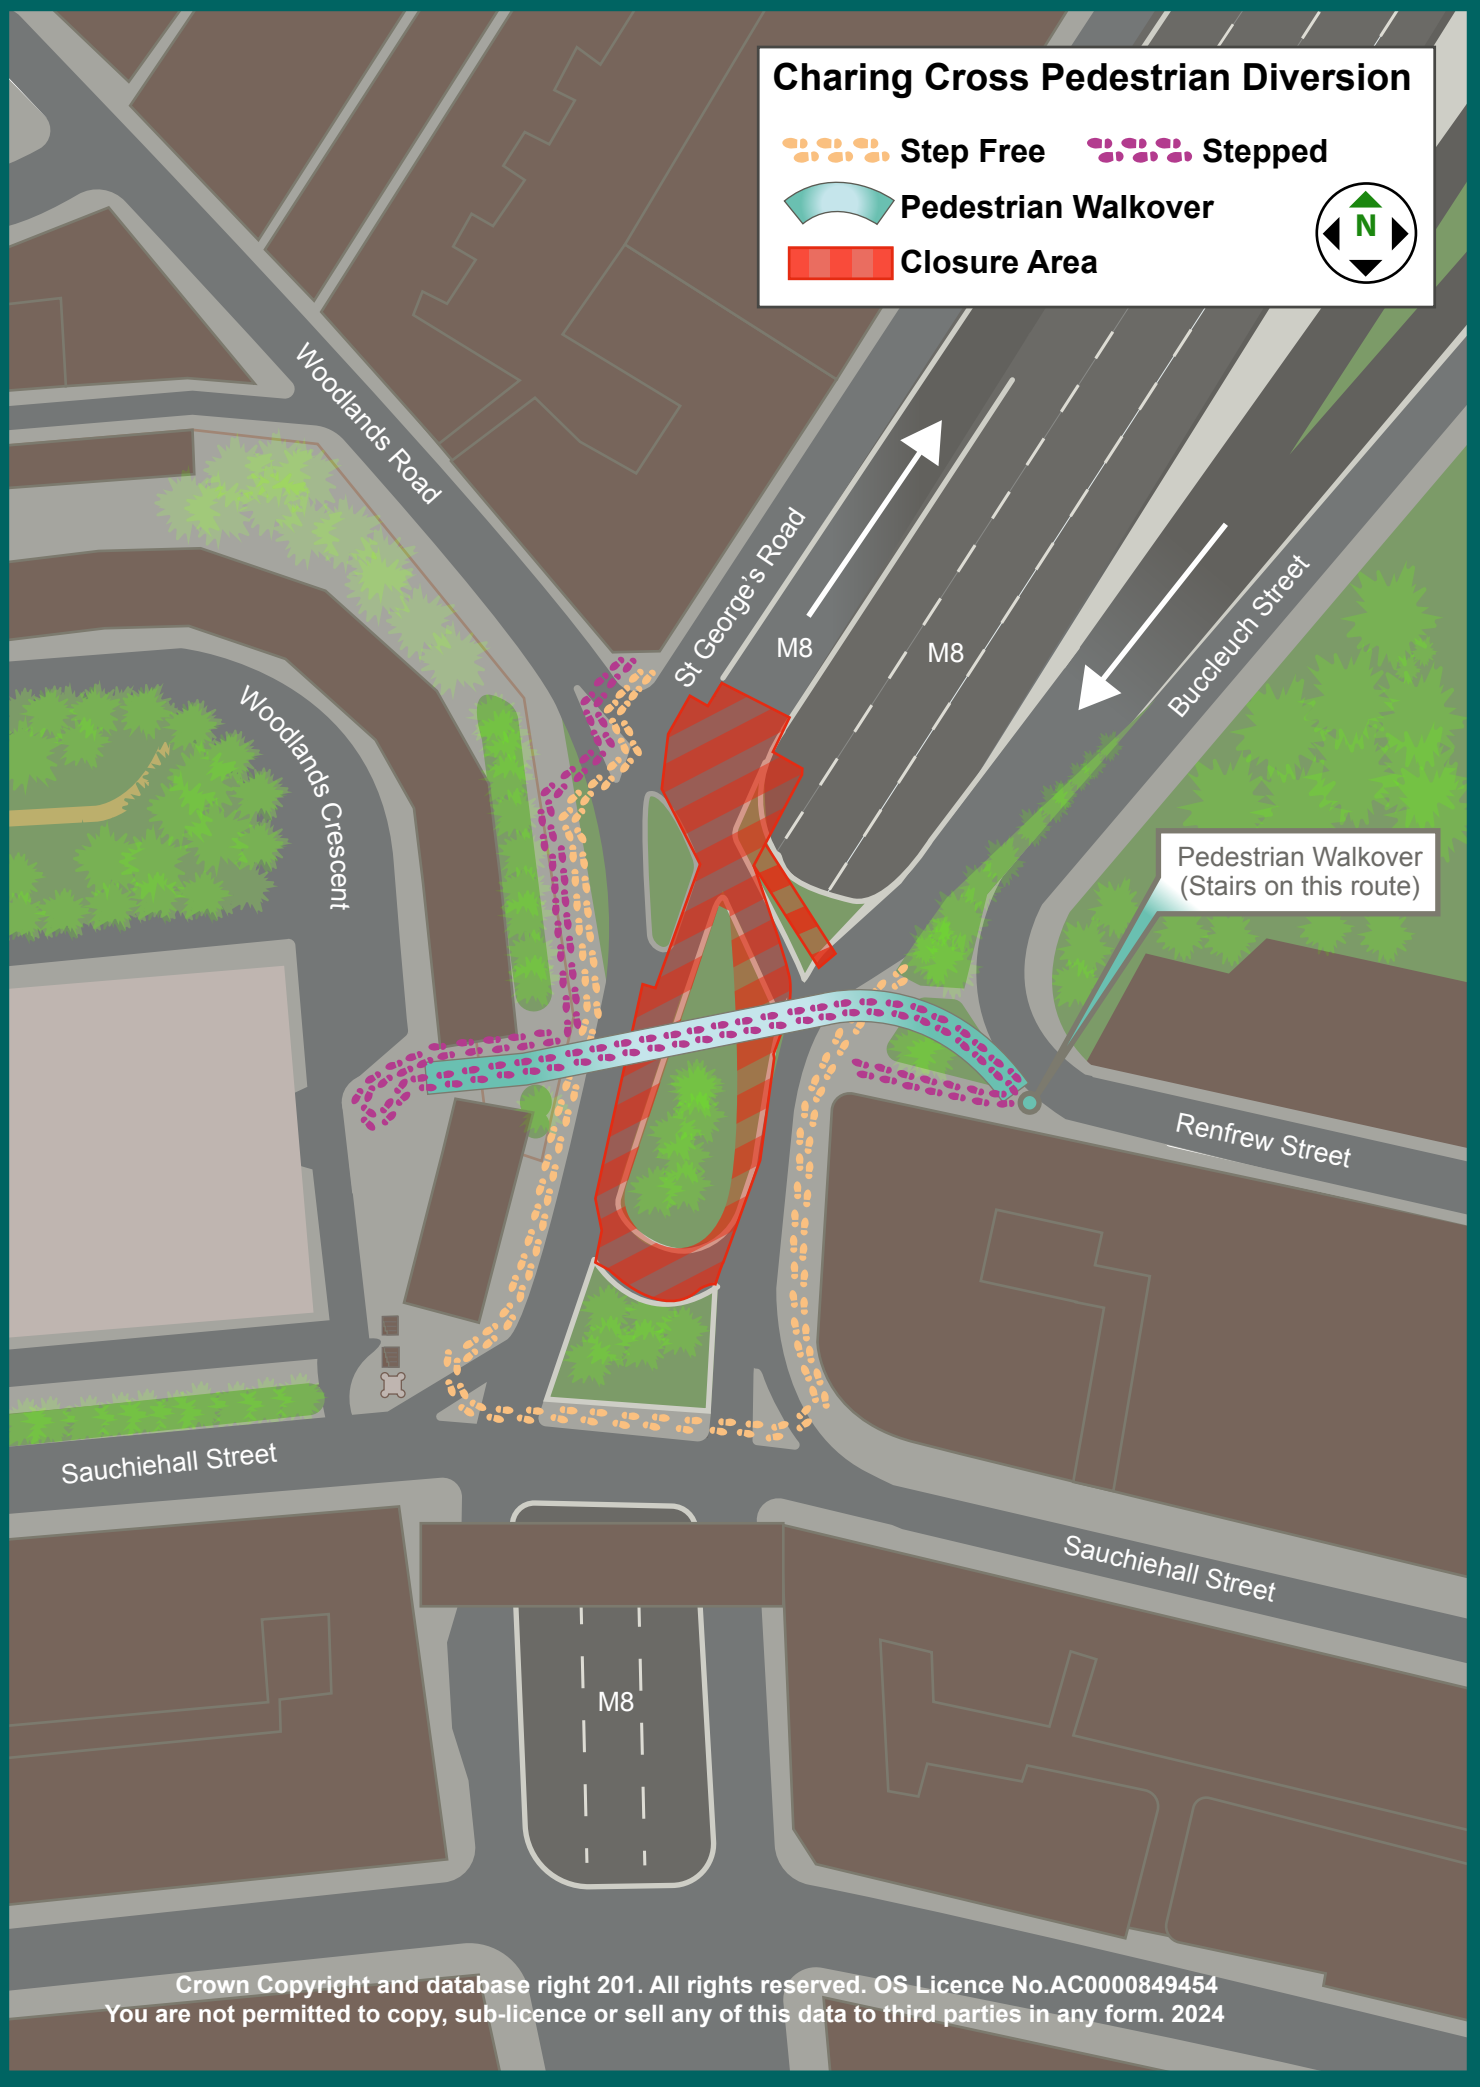 Charing Cross Pedestrian Diversion
Step Free
Stepped
Pedestrian Walkover
Closure Area
N
Woodlands Road
St George's Road
M8
M8
Buccleuch Street
Woodlands Crescent
Pedestrian Walkover
(Stairs on this route)
Renfrew Street
Sauchiehall Street
Sauchiehall Street
M8
Crown Copyright and database right 201. All rights reserved. OS Licence No.AC0000849454
You are not permitted to copy, sub-licence or sell any of this data to third parties in any form. 2024